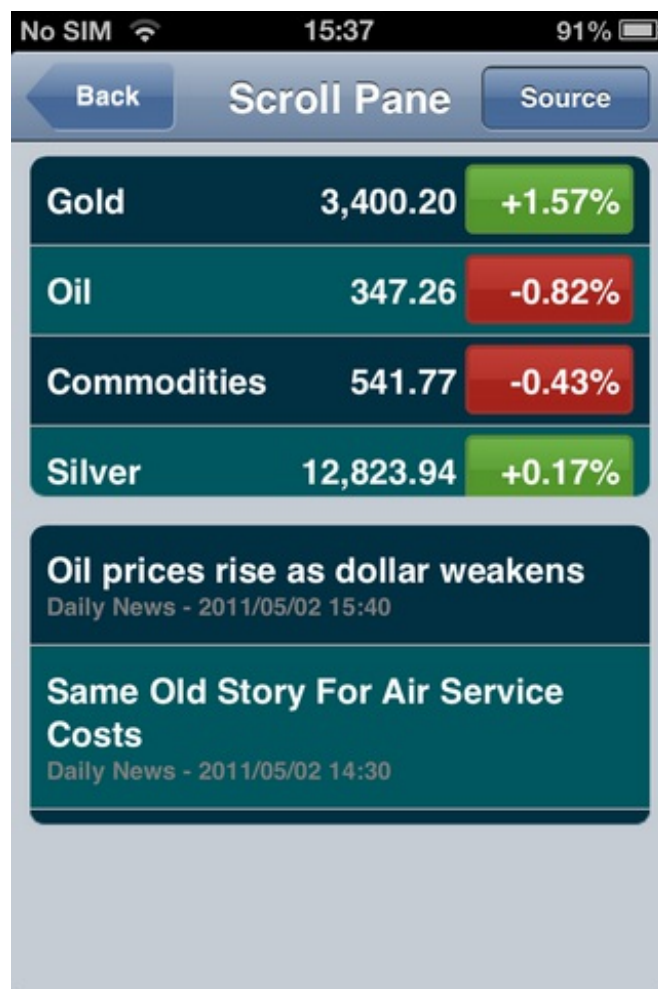 No SIM 15:37 91%
Back Scroll Pane Source
Gold 3,400.20 +1.57%
Oil 347.26 -0.82%
Commodities 541.77 -0.43%
Silver 12,823.94 +0.17%
Oil prices rise as dollar weakens
Daily News - 2011/05/02 15:40
Same Old Story For Air Service
Costs
Daily News - 2011/05/02 14:30